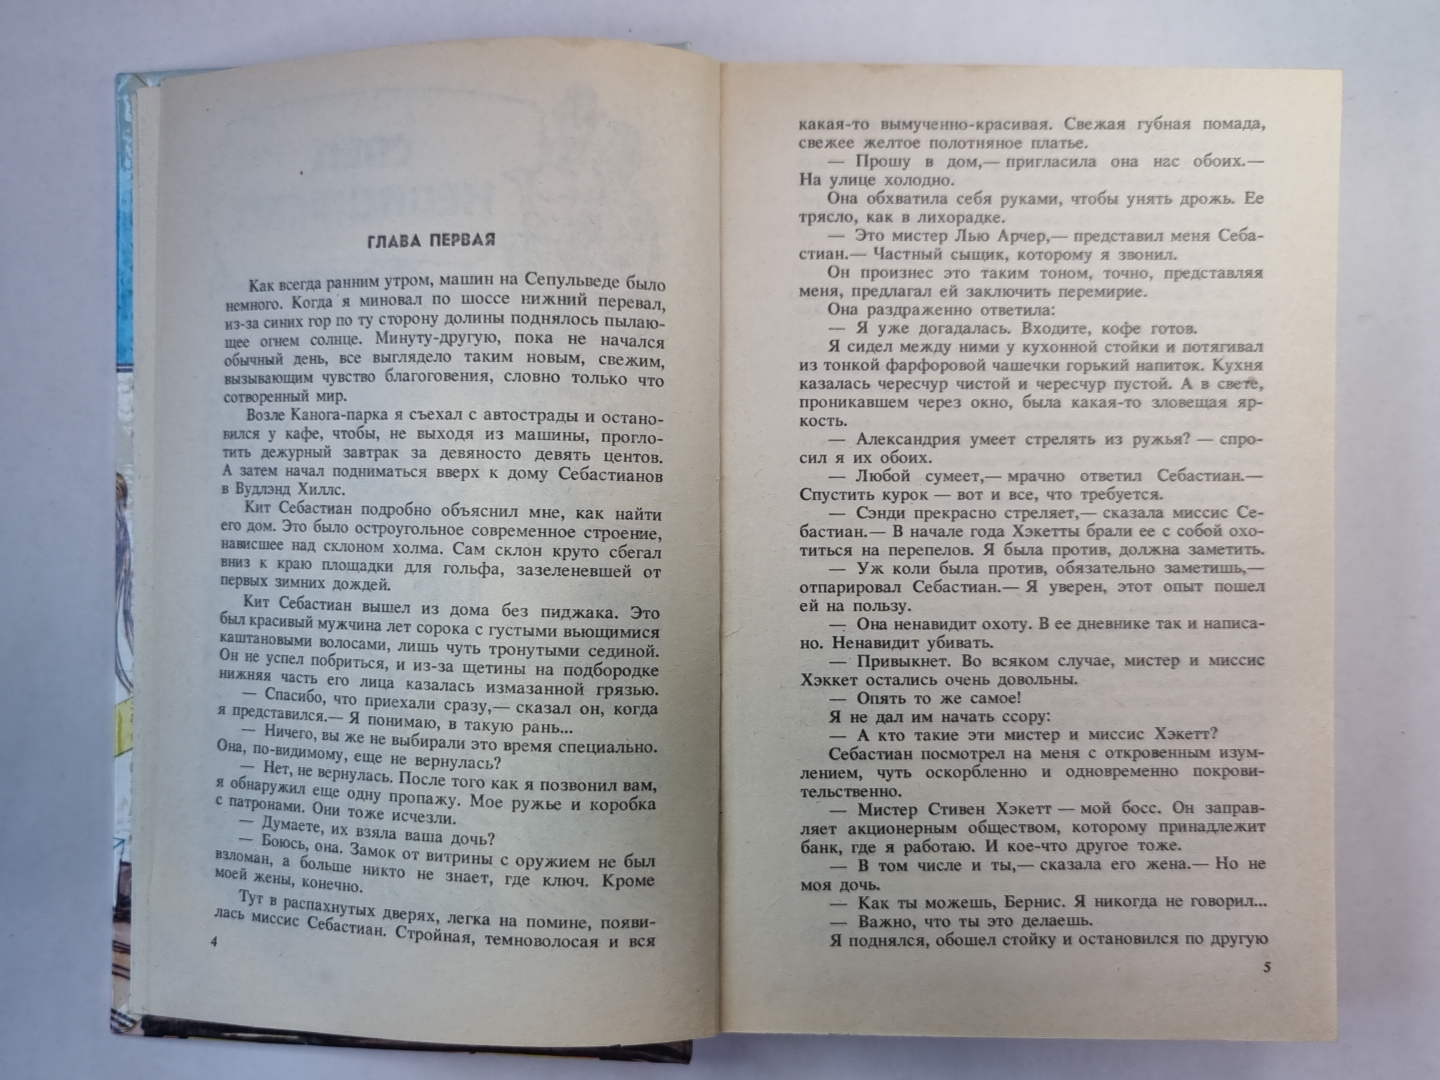 ГЛАВА ПЕРВАЯ
Как всегда ранним утром, машин на Сепульведе было
немного. Когда я миновал по шоссе нижний перевал,
из-за синих гор по ту сторону долины поднялось пылаю-
щее огнем солнце. Минуту-другую, пока не начался
обычный день, все выглядело таким новым, свежим,
вызывающим чувство благоговения, словно только что
сотворенный мир.
Возле Канога-парка я съехал с автострады и остано-
вился у кафе, чтобы, не выходя из машины, прогло-
тить дежурный завтрак за девяносто девять центов.
А затем начал подниматься вверх к дому Себастианов
в Вудлэнд Хиллс.
Кит Себастиан подробно объяснил мне, как найти
его дом. Это было остроугольное современное строение,
нависшее над склоном холма. Сам склон круто сбегал
вниз к краю площадки для гольфа, зазеленевшей от
первых зимних дождей.
Кит Себастиан вышел из дома без пиджака. Это
был красивый мужчина лет сорока с густыми вьющимися
каштановыми волосами, лишь чуть тронутыми сединой.
Он не успел побриться, и из-за щетины на подбородке
нижняя часть его лица казалась измазанной грязью.
— Спасибо, что приехали сразу,— сказал он, когда
я представился.— Я понимаю, в такую рань...
— Ничего, вы же не выбирали это время специально.
Она, по-видимому, еще не вернулась?
— Нет, не вернулась. После того как я позвонил вам,
я обнаружил еще одну пропажу. Мое ружье и коробка
с патронами. Они тоже исчезли.
— Думаете, их взяла ваша дочь?
— Боюсь, она. Замок от витрины с оружием не был
взломан, а больше никто не знает, где ключ. Кроме
моей жены, конечно.
Тут в распахнутых дверях, легка на помине, появи-
лась миссис Себастиан. Стройная, темноволосая и вся
4
какая-то вымученно-красивая. Свежая губная помада,
свежее желтое полотняное платье.
— Прошу в дом,— пригласила она нас обоих.—
На улице холодно.
Она обхватила себя руками, чтобы унять дрожь. Ее
трясло, как в лихорадке.
— Это мистер Лью Арчер,— представил меня Себа-
стиан.— Частный сыщик, которому я звонил.
Он произнес это таким тоном, точно, представляя
меня, предлагал ей заключить перемирие.
Она раздраженно ответила:
— Я уже догадалась. Входите, кофе готов.
Я сидел между ними у кухонной стойки и потягивал
из тонкой фарфоровой чашечки горький напиток. Кухня
казалась чересчур чистой и чересчур пустой. А в свете,
проникавшем через окно, была какая-то зловещая яр-
кость.
— Александрия умеет стрелять из ружья? — спро-
сил я их обоих.
— Любой сумеет,— мрачно ответил Себастиан.—
Спустить курок — вот и все, что требуется.
— Сэнди прекрасно стреляет,— сказала миссис Се-
бастиан.— В начале года Хэкетты брали ее с собой охо-
титься на перепелов. Я была против, должна заметить.
— Уж коли была против, обязательно заметишь,—
отпарировал Себастиан.— Я уверен, этот опыт пошел
ей на пользу.
— Она ненавидит охоту. В ее дневнике так и написа-
но. Ненавидит убивать.
— Привыкнет. Во всяком случае, мистер и миссис
Хэккет остались очень довольны.
— Опять то же самое!
Я не дал им начать ссору:
— А кто такие эти мистер и миссис Хэкетт?
Себастиан посмотрел на меня с откровенным изум-
лением, чуть оскорбленно и одновременно покрови-
тельственно.
— Мистер Стивен Хэкетт — мой босс. Он заправ-
ляет акционерным обществом, которому принадлежит
банк, где я работаю. И кое-что другое тоже.
— В том числе и ты,— сказала его жена.— Но не
моя дочь.
— Как ты можешь, Бернис. Я никогда не говорил...
— Важно, что ты это делаешь.
Я поднялся, обошел стойку и остановился по другую
5